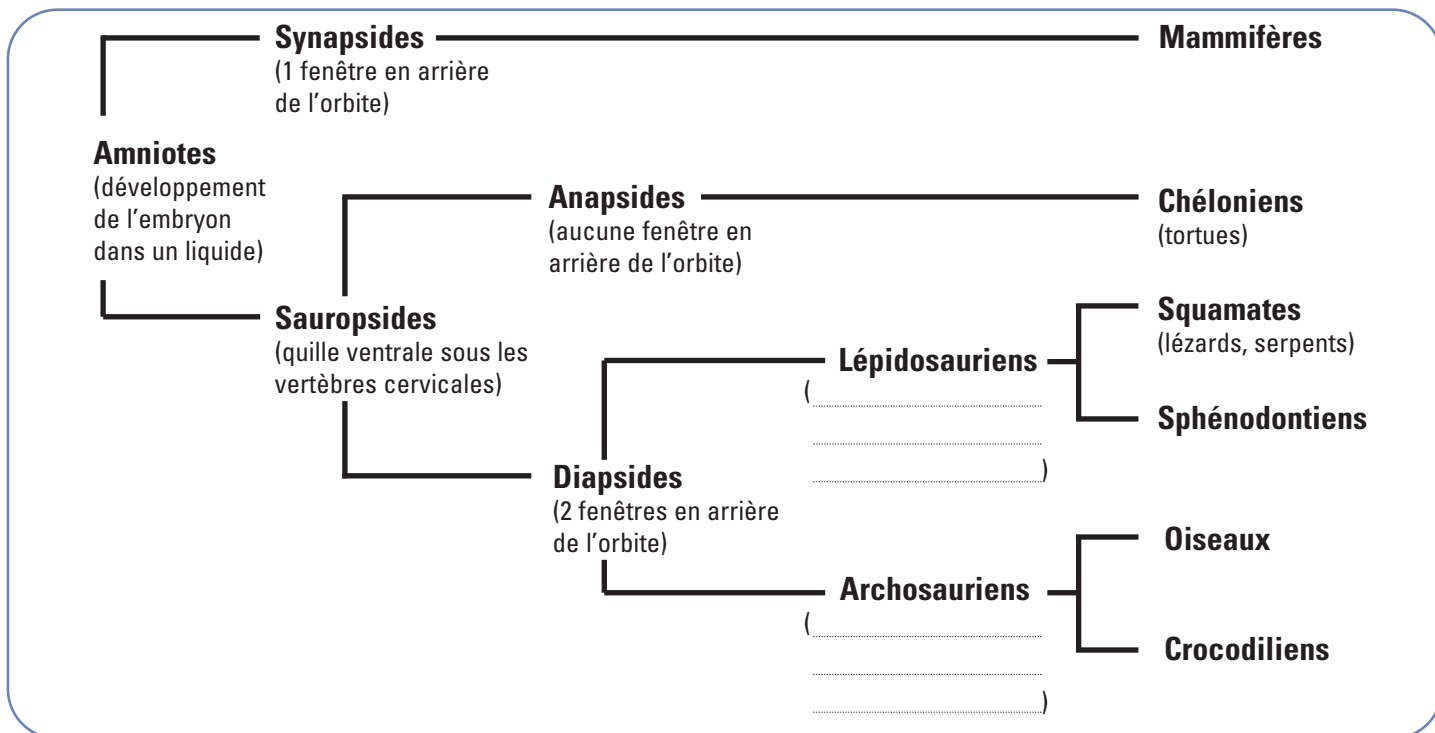 Synapsides
(1 fenêtre en arrière
de l’orbite)
Mammifères
Amniotes
(développement
de l’embryon
dans un liquide)
Anapsides
(aucune fenêtre en
arrière de l’orbite)
Chéloniens
(tortues)
Sauropsides
(quille ventrale sous les
vertèbres cervicales)
Squamates
(lézards, serpents)
Lépidosauriens
(
)
Sphénodontiens
Diapsides
(2 fenêtres en arrière
de l’orbite)
Oiseaux
Archosauriens
(
)
Crocodiliens